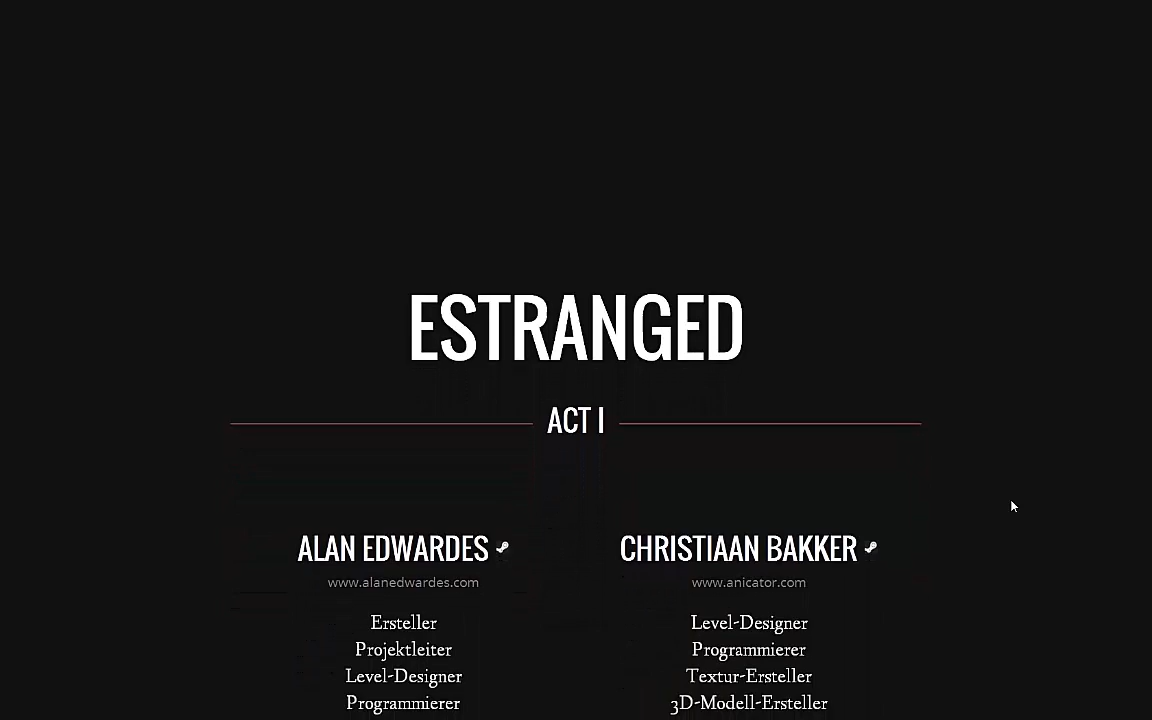 ESTRANGED
ACT I
ALAN EDWARDES
www.alanedwardes.com
Ersteller
Projektleiter
Level-Designer
Programmierer
CHRISTIAAN BAKKER
www.anicator.com
Level-Designer
Programmierer
Textur-Ersteller
3D-Modell-Ersteller